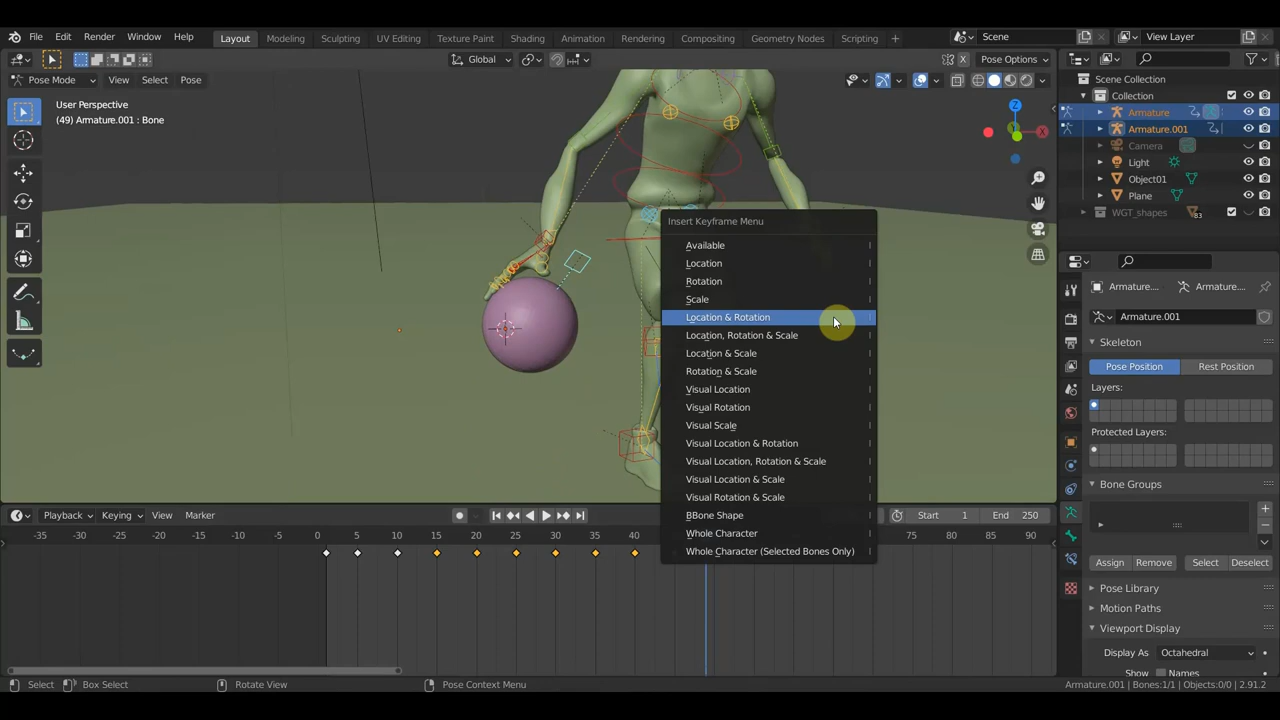 File Edit Render Window Help Layout Modeling Sculpting UV Editing Texture Paint Shading Animation Rendering Compositing Geometry Nodes Scripting + Scene View Layer
Global Pose Options
Pose Mode View Select Pose
User Perspective
(49) Armature.001 : Bone
X
Z
Scene Collection
Collection
Armature
Armature.001
Camera
Light
Object01
Plane
WGT_shapes 83
Armature.... Armature....
Armature.001
Skeleton
Pose Position Rest Position
Layers:
Protected Layers:
Bone Groups
Assign Remove Select Deselect
Pose Library
Motion Paths
Viewport Display
Display As Octahedral
Show Names
Insert Keyframe Menu
Available I
Location I
Rotation I
Scale I
Location & Rotation I
Location, Rotation & Scale I
Location & Scale I
Rotation & Scale I
Visual Location I
Visual Rotation I
Visual Scale I
Visual Location & Rotation I
Visual Location, Rotation & Scale I
Visual Location & Scale I
Visual Rotation & Scale I
BBone Shape I
Whole Character I
Whole Character (Selected Bones Only) I
Playback Keying View Marker Start 1 End 250
-35 -30 -25 -20 -15 -10 -5 0 5 10 15 20 25 30 35 40 75 80 85 90
Select Box Select Rotate View Pose Context Menu Armature.001 | Bones:1/1 | Objects:0/0 | 2.91.2